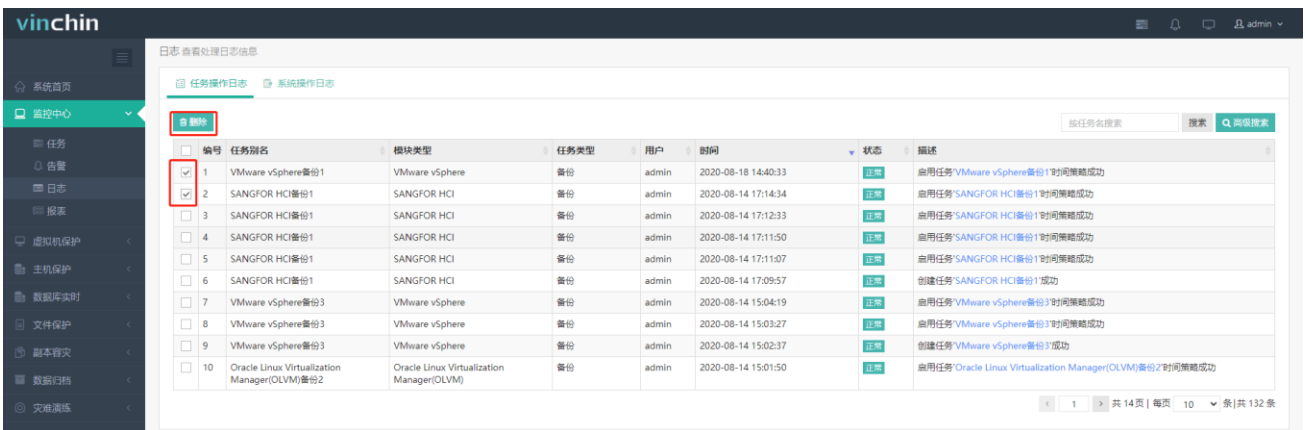 vinchin
admin
日志 查看处理日志信息
任务操作日志 系统操作日志
系统首页
监控中心
任务
告警
日志
报表
虚拟机保护
主机保护
数据库实时
文件保护
副本容灾
数据归档
灾难演练
删除 按任务名搜索 搜索 高级搜索
编号 任务别名 模块类型 任务类型 用户 时间 状态 描述
1 VMware vSphere备份1 VMware vSphere 备份 admin 2020-08-18 14:40:33 正常 启用任务'VMware vSphere备份1'时间策略成功
2 SANGFOR HCI备份1 SANGFOR HCI 备份 admin 2020-08-14 17:14:34 正常 启用任务'SANGFOR HCI备份1'时间策略成功
3 SANGFOR HCI备份1 SANGFOR HCI 备份 admin 2020-08-14 17:12:33 正常 启用任务'SANGFOR HCI备份1'时间策略成功
4 SANGFOR HCI备份1 SANGFOR HCI 备份 admin 2020-08-14 17:11:50 正常 启用任务'SANGFOR HCI备份1'时间策略成功
5 SANGFOR HCI备份1 SANGFOR HCI 备份 admin 2020-08-14 17:11:07 正常 启用任务'SANGFOR HCI备份1'时间策略成功
6 SANGFOR HCI备份1 SANGFOR HCI 备份 admin 2020-08-14 17:09:57 正常 创建任务'SANGFOR HCI备份1'成功
7 VMware vSphere备份3 VMware vSphere 备份 admin 2020-08-14 15:04:19 正常 启用任务'VMware vSphere备份3'时间策略成功
8 VMware vSphere备份3 VMware vSphere 备份 admin 2020-08-14 15:03:27 正常 启用任务'VMware vSphere备份3'时间策略成功
9 VMware vSphere备份3 VMware vSphere 备份 admin 2020-08-14 15:02:37 正常 创建任务'VMware vSphere备份3'成功
10 Oracle Linux Virtualization Oracle Linux Virtualization 备份 admin 2020-08-14 15:01:50 正常 启用任务'Oracle Linux Virtualization Manager(OLVM)备份2'时间策略成功
Manager(OLVM)备份2 Manager(OLVM)
1 共 14页 | 每页 10 条|共 132 条